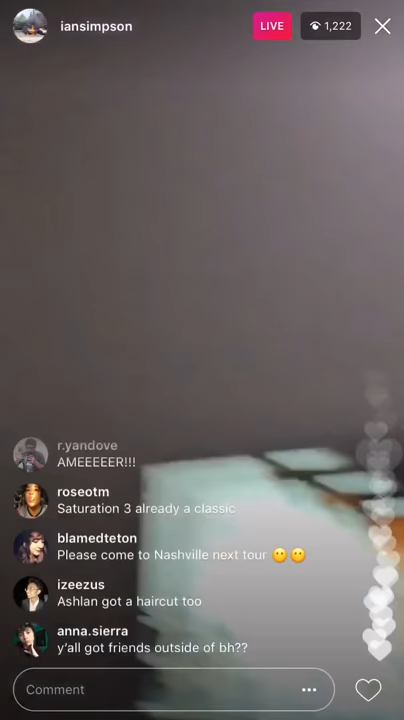 iansimpson
LIVE
1,222
r.yandove
AMEEEEER!!!
roseotm
Saturation 3 already a classic
blamedteton
Please come to Nashville next tour 😬 😬
izeezus
Ashlan got a haircut too
anna.sierra
y'all got friends outside of bh??
Comment